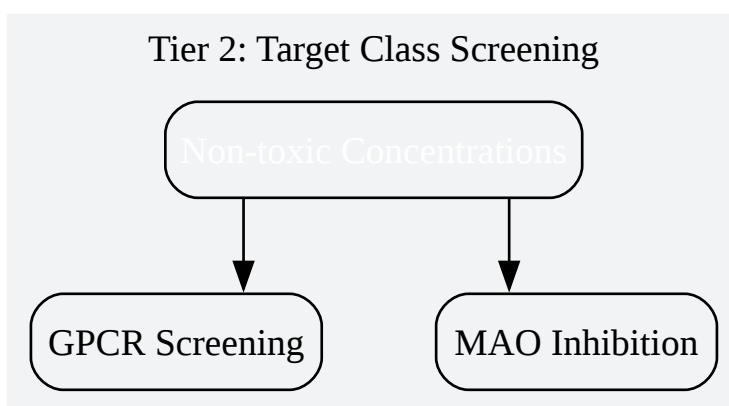 Tier 2: Target Class Screening
Non-toxic Concentrations
GPCR Screening
MAO Inhibition